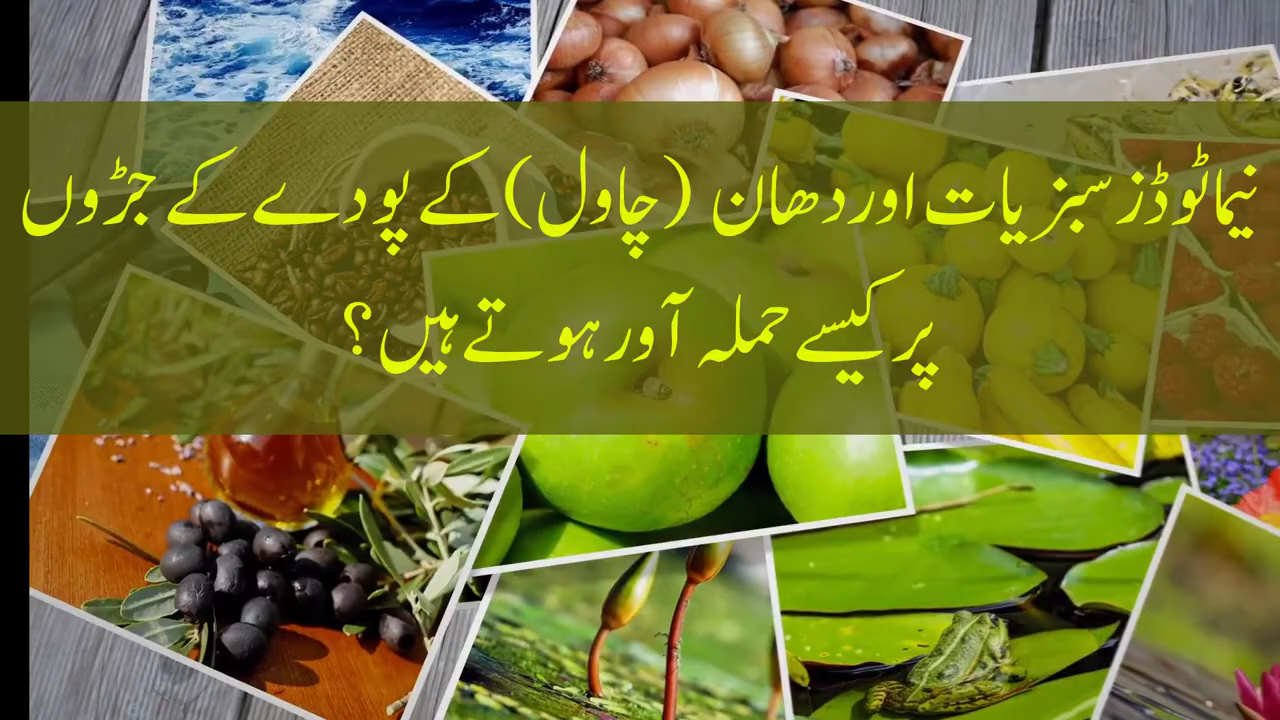 نیماٹوڈز سبزیات اور دھان (چاول) کے پودے کے جڑوں
پر کیسے حملہ آور ہوتے ہیں؟